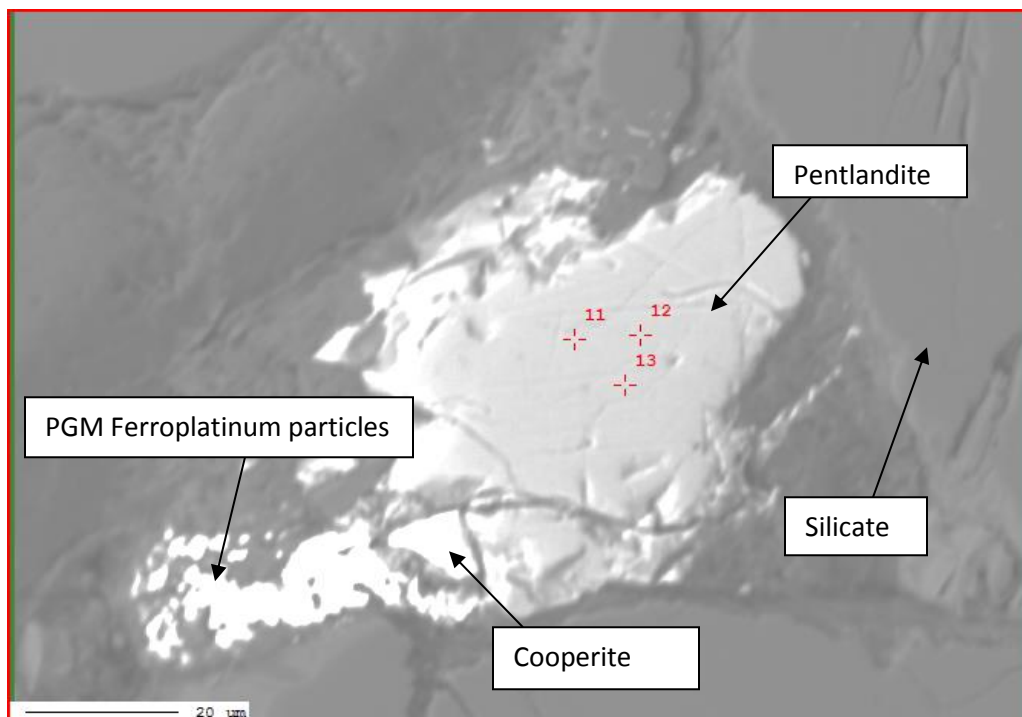 Pentlandite
11
12
13
PGM Ferroplatinum particles
Silicate
Cooperite
20 um